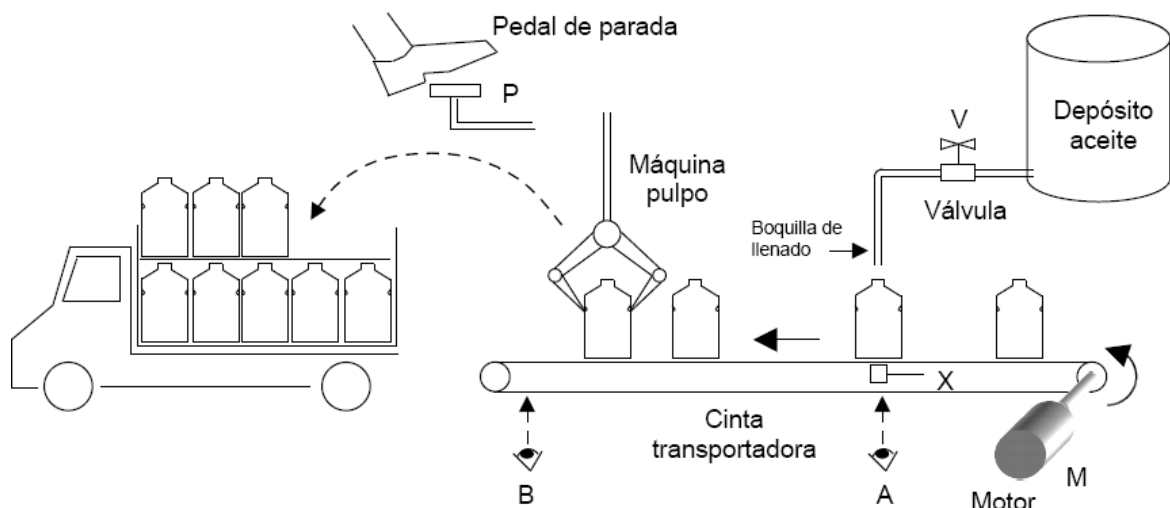 Pedal de parada
P
Máquina
pulpo
Depósito
aceite
V
Válvula
Boquilla de
llenado
X
Cinta
transportadora
B
A
M
Motor